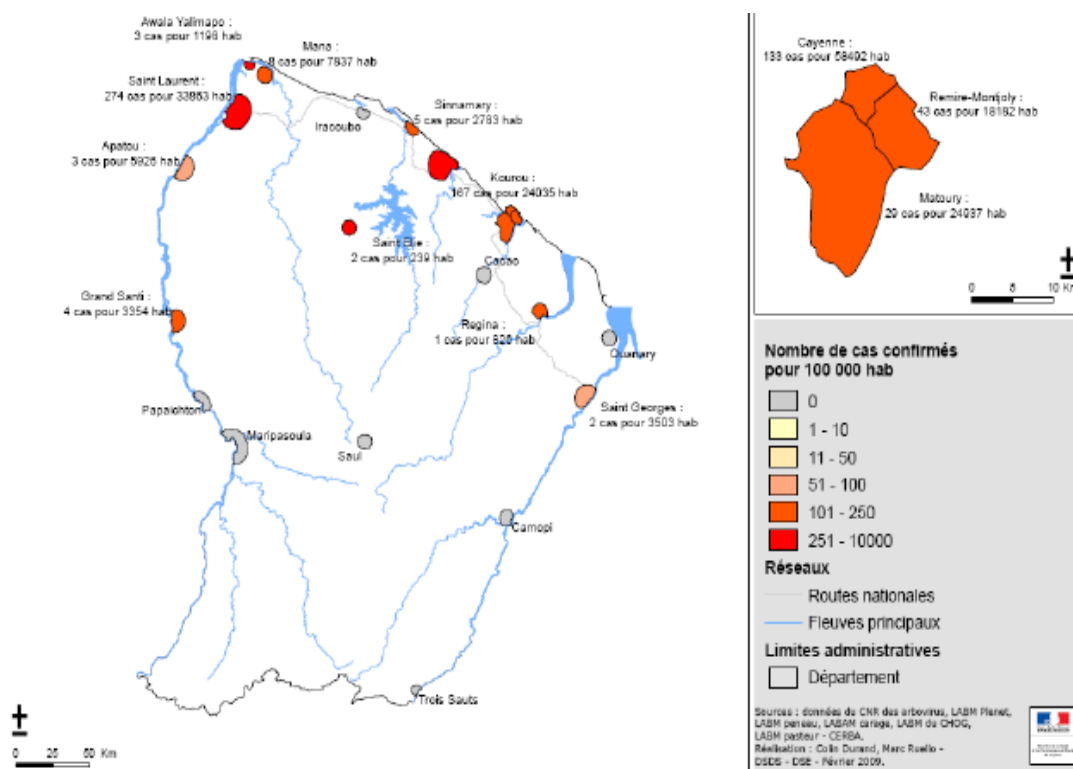 Awala Yalimapo :
3 cas pour 1196 hab
Mana :
8 cas pour 7837 hab
Saint Laurent :
274 cas pour 33863 hab
Iracoubo
Sinnamary :
5 cas pour 2783 hab
Apatou :
3 cas pour 5926 hab
Kourou :
167 cas pour 24035 hab
Saint Elie :
2 cas pour 239 hab
Cacao
Grand Santi :
4 cas pour 3354 hab
Regina :
1 cas pour 826 hab
Ouanary
Papaichton
Maripasoula
Saul
Saint Georges :
2 cas pour 3503 hab
Camopi
Trois Sauts
0 25 50 Km
Cayenne :
133 cas pour 58492 hab
Remire-Montjoly :
43 cas pour 18182 hab
Matoury :
29 cas pour 24937 hab
0 5 10 Km
Nombre de cas confirmés
pour 100 000 hab
0
1 - 10
11 - 50
51 - 100
101 - 250
251 - 10000
Réseaux
Routes nationales
Fleuves principaux
Limites administratives
Département
Sources : données du CNR des arbovirus, LABM Planet,
LABM peneau, LABAM carage, LABM du CHOG,
LABM pasteur - CERBA.
Réalisation : Colin Durand, Marc Ruello -
DSDS - DSE - Février 2009.